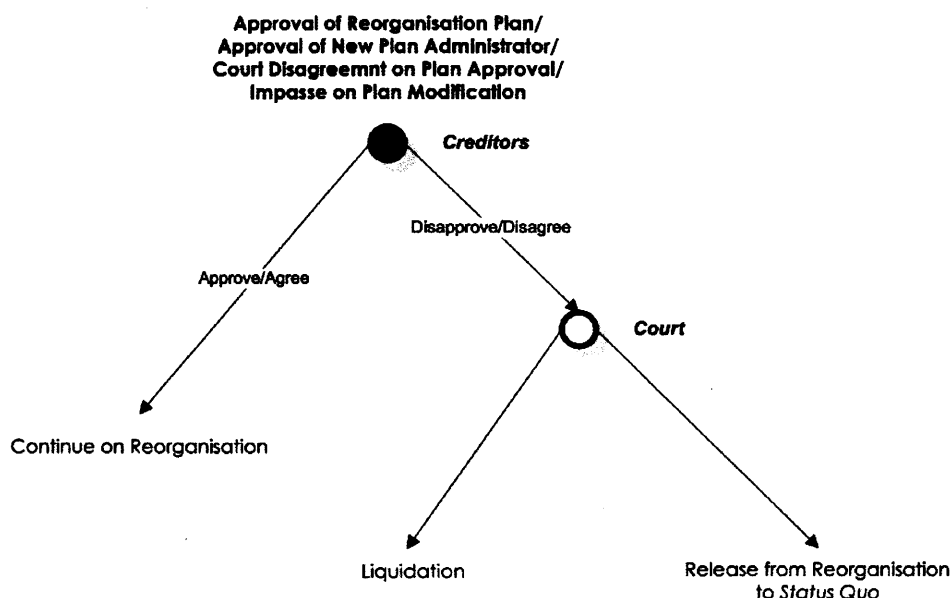 Approval of Reorganisation Plan/
Approval of New Plan Administrator/
Court Disagreemnt on Plan Approval/
Impasse on Plan Modification
Creditors
Disapprove/Disagree
Approve/Agree
Court
Continue on Reorganisation
Liquidation
Release from Reorganisation
to Status Quo